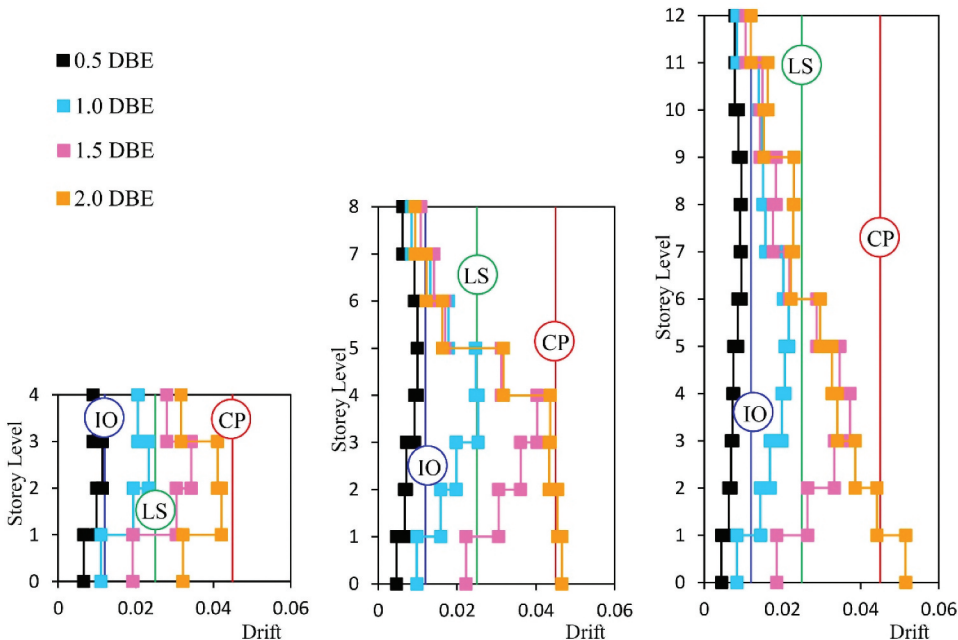 0.5 DBE
1.0 DBE
1.5 DBE
2.0 DBE
4
3
2
1
0
Storey Level
IO
LS
CP
0
0.02
0.04
0.06
Drift
8
7
6
5
4
3
2
1
0
Storey Level
LS
CP
IO
0
0.02
0.04
0.06
Drift
12
11
10
9
8
7
6
5
4
3
2
1
0
Storey Level
LS
CP
IO
0
0.02
0.04
0.06
Drift